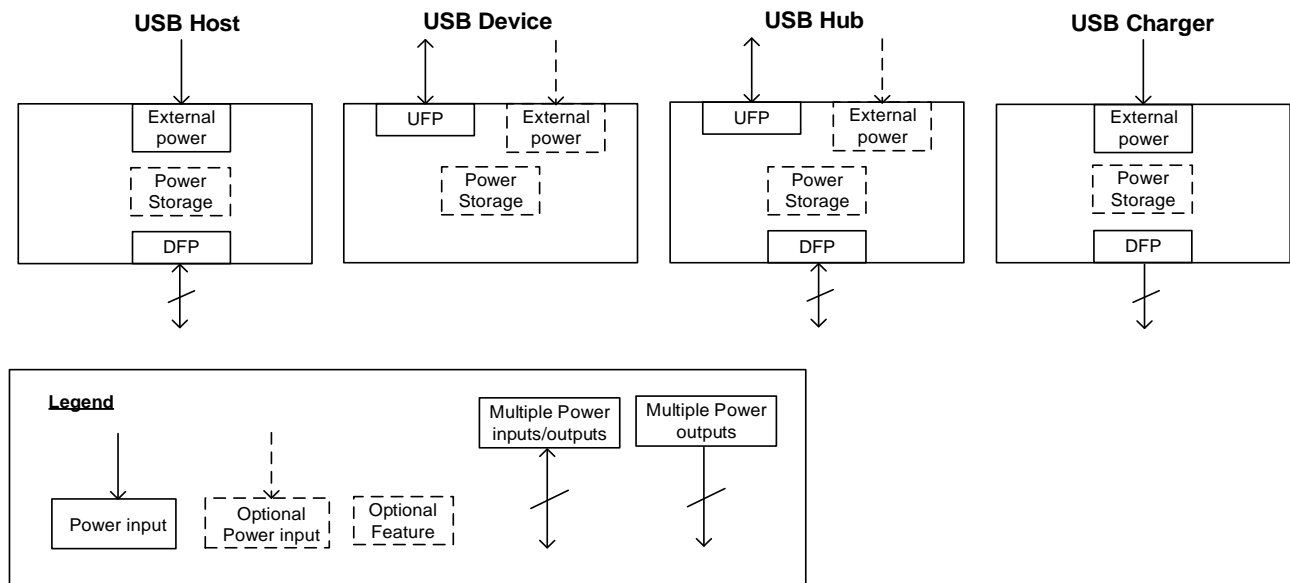 USB Host
USB Device
USB Hub
USB Charger
External
power
Power
Storage
DFP
UFP
External
power
Power
Storage
UFP
External
power
Power
Storage
DFP
External
power
Power
Storage
DFP
Legend
Power input
Optional
Power input
Optional
Feature
Multiple Power
inputs/outputs
Multiple Power
outputs